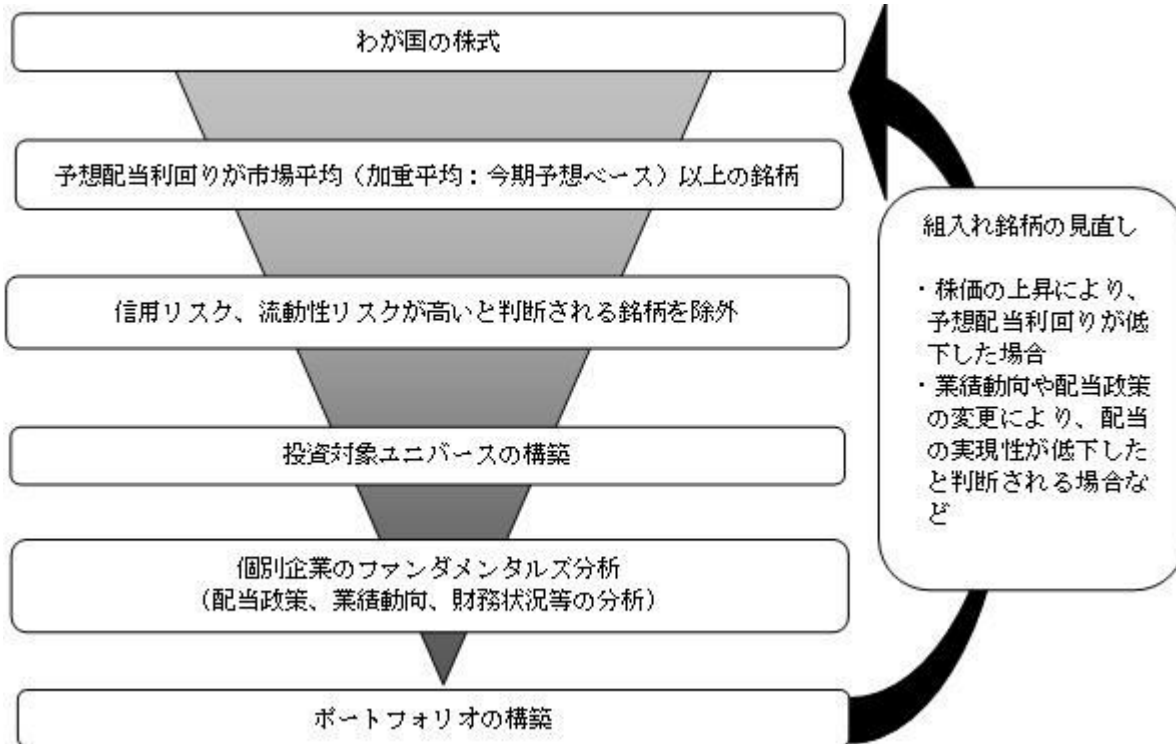 わが国の株式
予想配当利回りが市場平均（加重平均：今期予想ベース）以上の銘柄
信用リスク、流動性リスクが高いと判断される銘柄を除外
投資対象ユニバースの構築
個別企業のファンダメンタルズ分析
（配当政策、業績動向、財務状況等の分析）
ポートフォリオの構築
組入れ銘柄の見直し
・株価の上昇により、
予想配当利回りが低
下した場合
・業績動向や配当政策
の変更により、配当
の実現性が低下した
と判断される場合な
ど